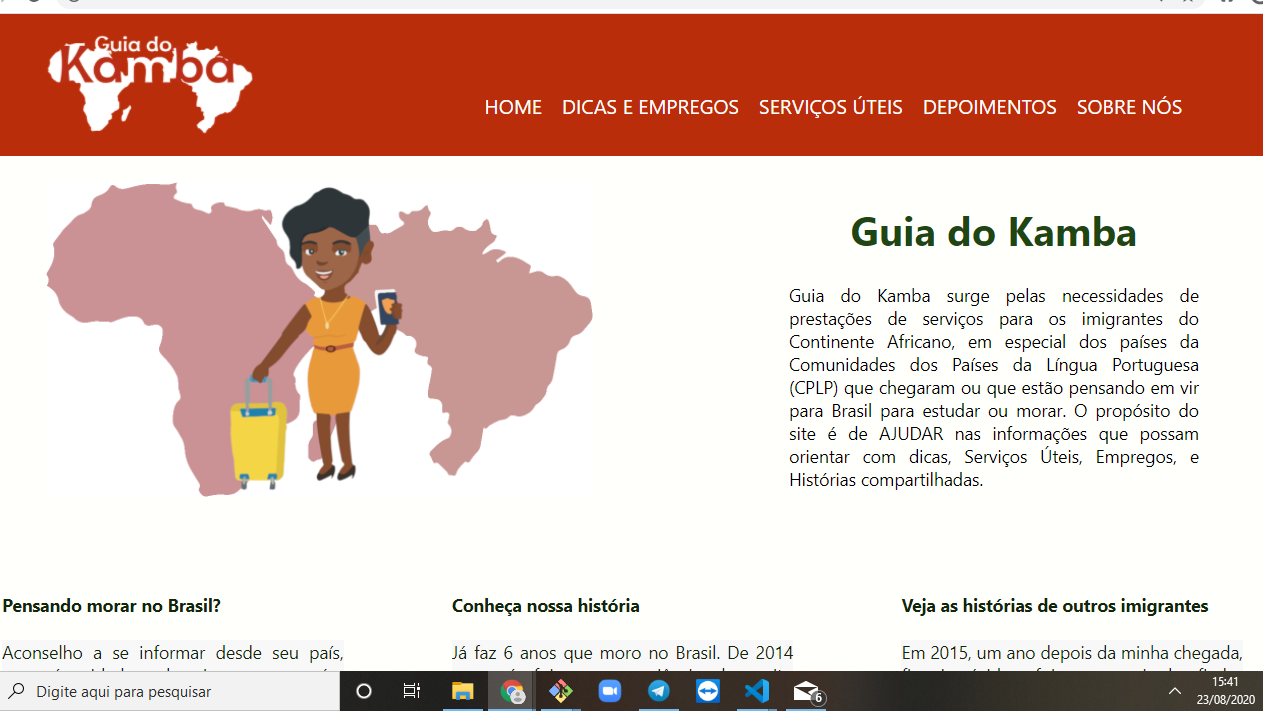 Guia do
Kamba
HOME DICAS E EMPREGOS SERVIÇOS ÚTEIS DEPOIMENTOS SOBRE NÓS
Guia do Kamba
Guia do Kamba surge pelas necessidades de
prestações de serviços para os imigrantes do
Continente Africano, em especial dos países da
Comunidades dos Países da Língua Portuguesa
(CPLP) que chegaram ou que estão pensando em vir
para Brasil para estudar ou morar. O propósito do
site é de AJUDAR nas informações que possam
orientar com dicas, Serviços Úteis, Empregos, e
Histórias compartilhadas.
Pensando morar no Brasil?
Aconselho a se informar desde seu país,
Conheça nossa história
Já faz 6 anos que moro no Brasil. De 2014
Veja as histórias de outros imigrantes
Em 2015, um ano depois da minha chegada,
Digite aqui para pesquisar
6
15:41
23/08/2020